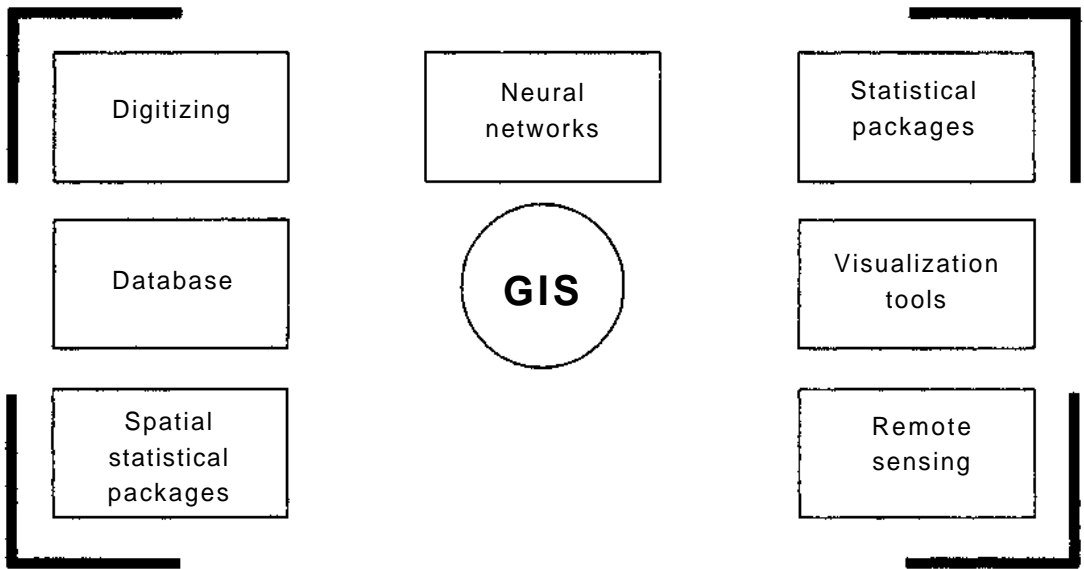 Digitizing
Neural
networks
Statistical
packages
Database
GIS
Visualization
tools
Spatial
statistical
packages
Remote
sensing